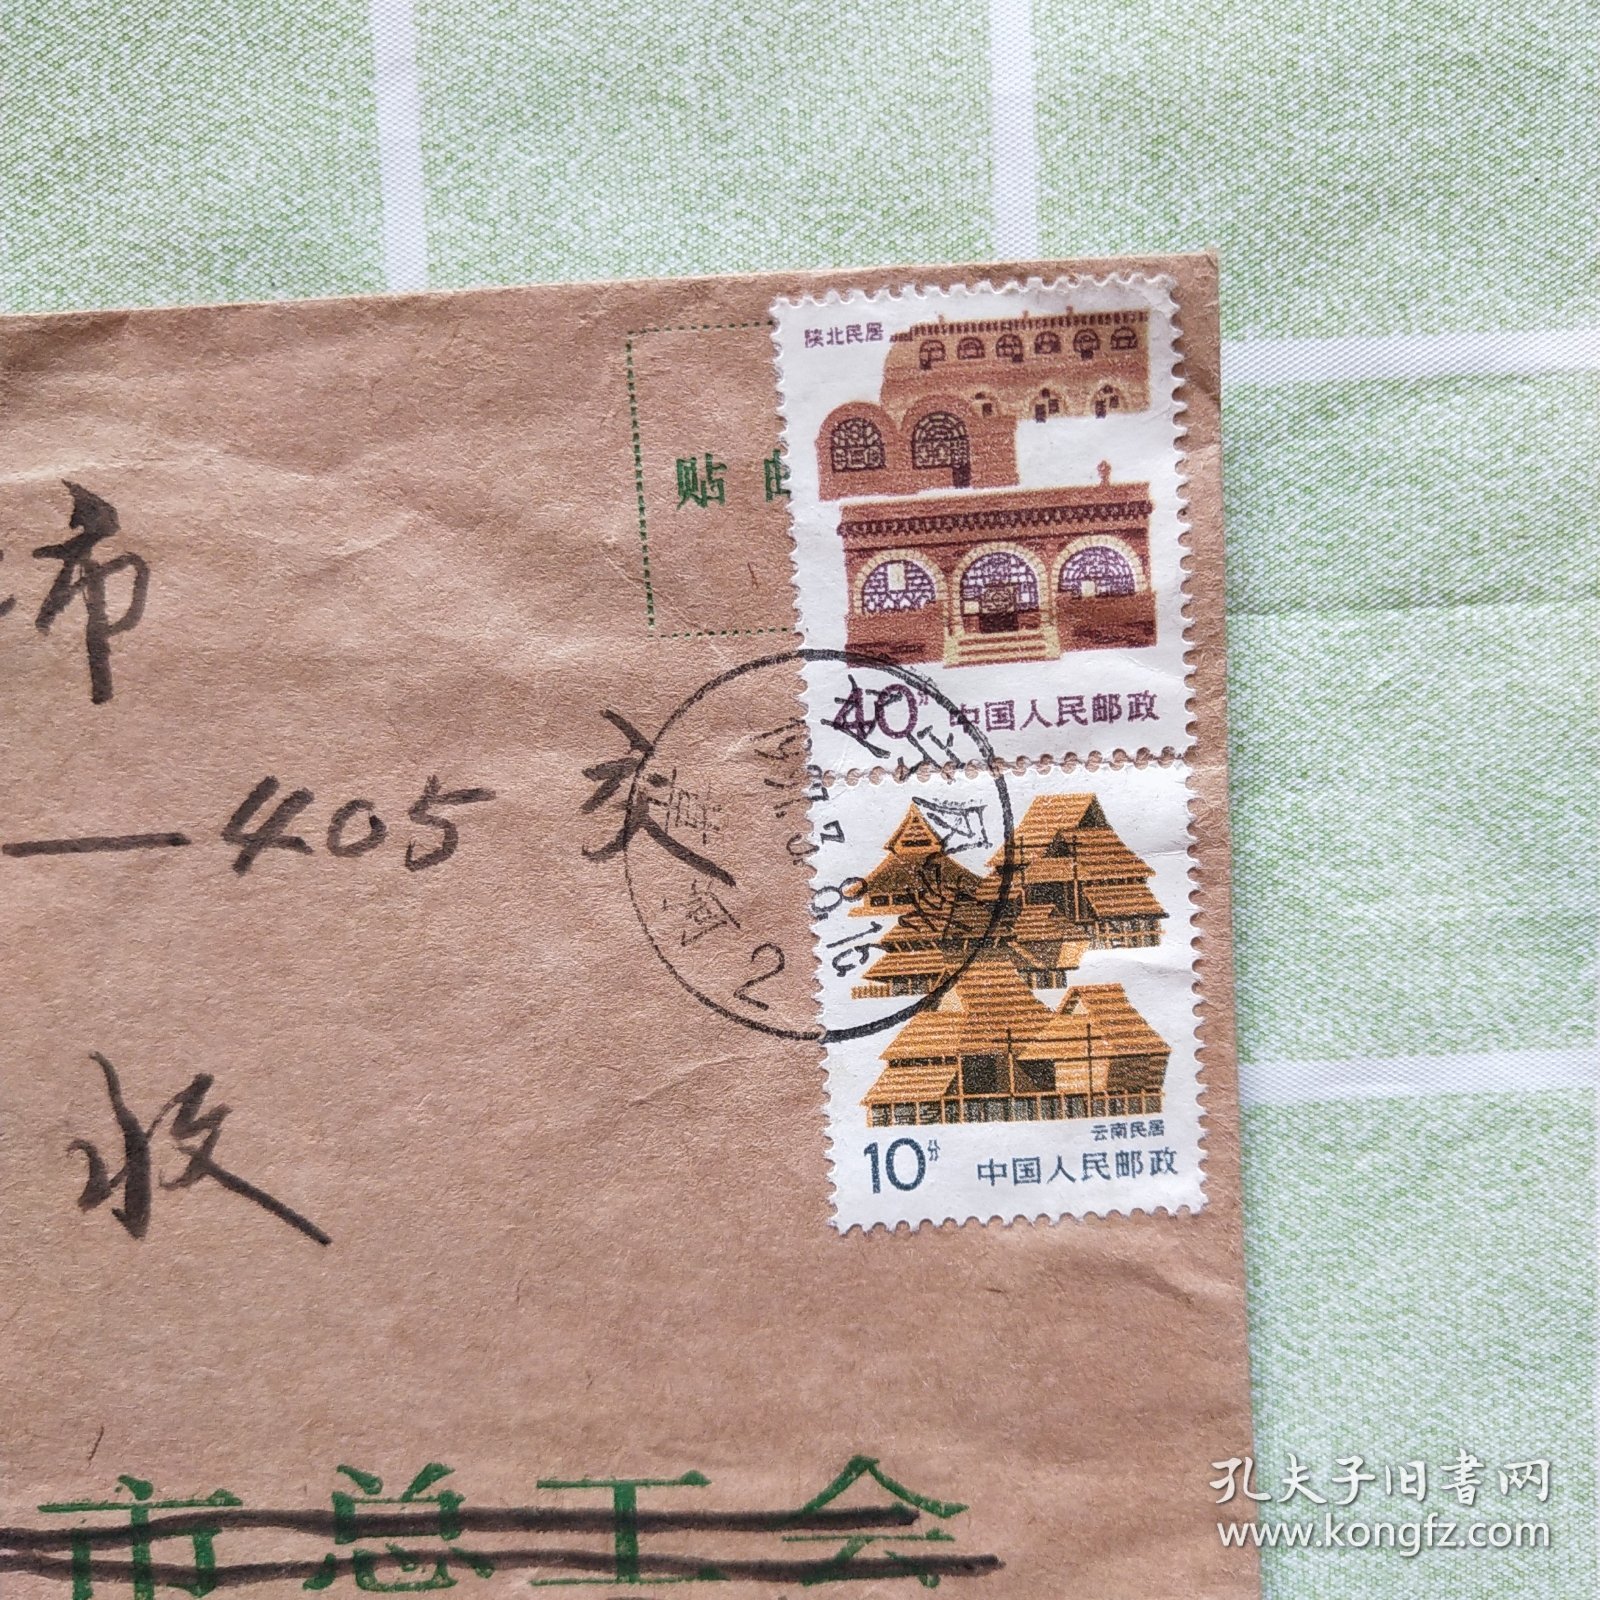 陕北民居
贴
40分 中国人民邮政
市
405 交
2
云南民居
10分 中国人民邮政
收
市总工会
孔夫子旧书网
www.kongfz.com